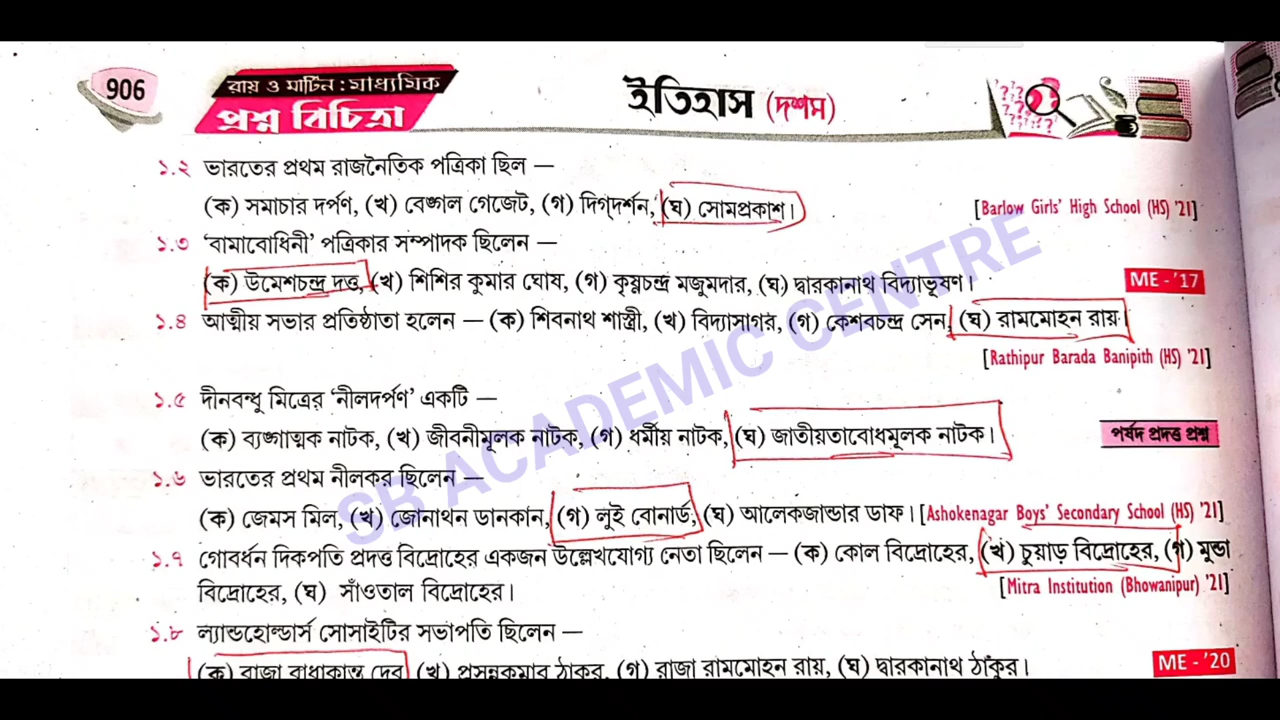 906
রায় ও মার্টিন : মাধ্যমিক
প্রশ্ন বিচিত্রা
ইতিহাস (দশম)
১.২ ভারতের প্রথম রাজনৈতিক পত্রিকা ছিল —
(ক) সমাচার দর্পণ, (খ) বেঙ্গল গেজেট, (গ) দিগ্‌দর্শন, (ঘ) সোমপ্রকাশ। [Barlow Girls' High School (HS) '21]
১.৩ 'বামাবোধিনী' পত্রিকার সম্পাদক ছিলেন —
(ক) উমেশচন্দ্র দত্ত, (খ) শিশির কুমার ঘোষ, (গ) কৃষ্ণচন্দ্র মজুমদার, (ঘ) দ্বারকানাথ বিদ্যাভূষণ। ME - '17
১.৪ আত্মীয় সভার প্রতিষ্ঠাতা হলেন — (ক) শিবনাথ শাস্ত্রী, (খ) বিদ্যাসাগর, (গ) কেশবচন্দ্র সেন, (ঘ) রামমোহন রায়।
[Rathipur Barada Banipith (HS) '21]
১.৫ দীনবন্ধু মিত্রের 'নীলদর্পণ' একটি —
(ক) ব্যঙ্গাত্মক নাটক, (খ) জীবনীমূলক নাটক, (গ) ধর্মীয় নাটক, (ঘ) জাতীয়তাবোধমূলক নাটক। পর্ষদ প্রদত্ত প্রশ্ন
১.৬ ভারতের প্রথম নীলকর ছিলেন —
(ক) জেমস মিল, (খ) জোনাথন ডানকান, (গ) লুই বোনার্ড, (ঘ) আলেকজান্ডার ডাফ। [Ashokenagar Boys' Secondary School (HS) '21]
১.৭ গোবর্ধন দিকপতি প্রদত্ত বিদ্রোহের একজন উল্লেখযোগ্য নেতা ছিলেন — (ক) কোল বিদ্রোহের, (খ) চুয়াড় বিদ্রোহের, (গ) মুন্ডা
বিদ্রোহের, (ঘ) সাঁওতাল বিদ্রোহের। [Mitra Institution (Bhowanipur) '21]
১.৮ ল্যান্ডহোল্ডার্স সোসাইটির সভাপতি ছিলেন —
(ক) রাজা রাধাকান্ত দেব (খ) প্রসন্নকুমার ঠাকুর, (গ) রাজা রামমোহন রায়, (ঘ) দ্বারকানাথ ঠাকুর। ME - '20
SB ACADEMIC CENTRE